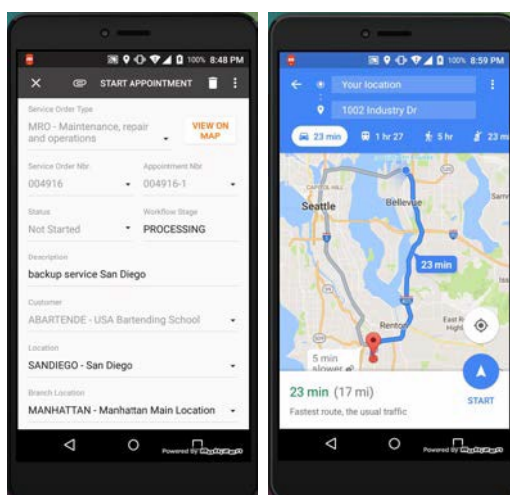 100% 8:48 PM
START APPOINTMENT
Service Order Type
MRO - Maintenance, repair
and operations
VIEW ON
MAP
Service Order Nbr.
Appointment Nbr.
004916
004916-1
Status
Workflow Stage
Not Started
PROCESSING
Description
backup service San Diego
Customer
ABARTENDE - USA Bartending School
Location
SANDIEGO - San Diego
Branch Location
MANHATTAN - Manhattan Main Location
Powered by
100% 8:59 PM
Your location
1002 Industry Dr
23 min
1 hr 27
5 hr
23 m
CAPITOL HILL
Seattle
Bellevue
23 min
Renton
East R
Highl
5 min
slower
23 min (17 mi)
Fastest route, the usual traffic
START
Powered by